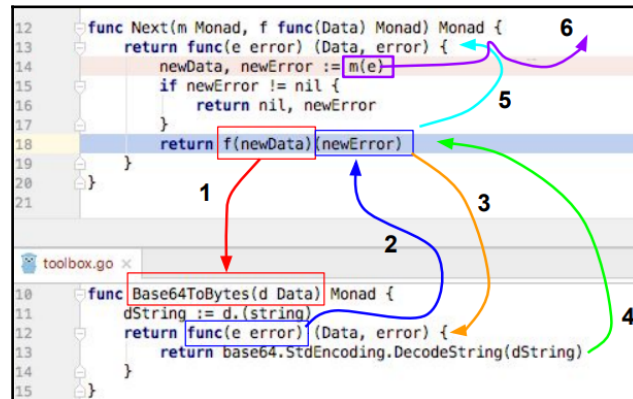 12 func Next(m Monad, f func(Data) Monad) Monad {
13 return func(e error) (Data, error) {
14 newData, newError := m(e)
15 if newError != nil {
16 return nil, newError
17 }
18 return f(newData)(newError)
19 }
20 }
21
6
5
1
2
3
4
toolbox.go ×
10 func Base64ToBytes(d Data) Monad {
11 dString := d.(string)
12 return func(e error) (Data, error) {
13 return base64.StdEncoding.DecodeString(dString)
14 }
15 }